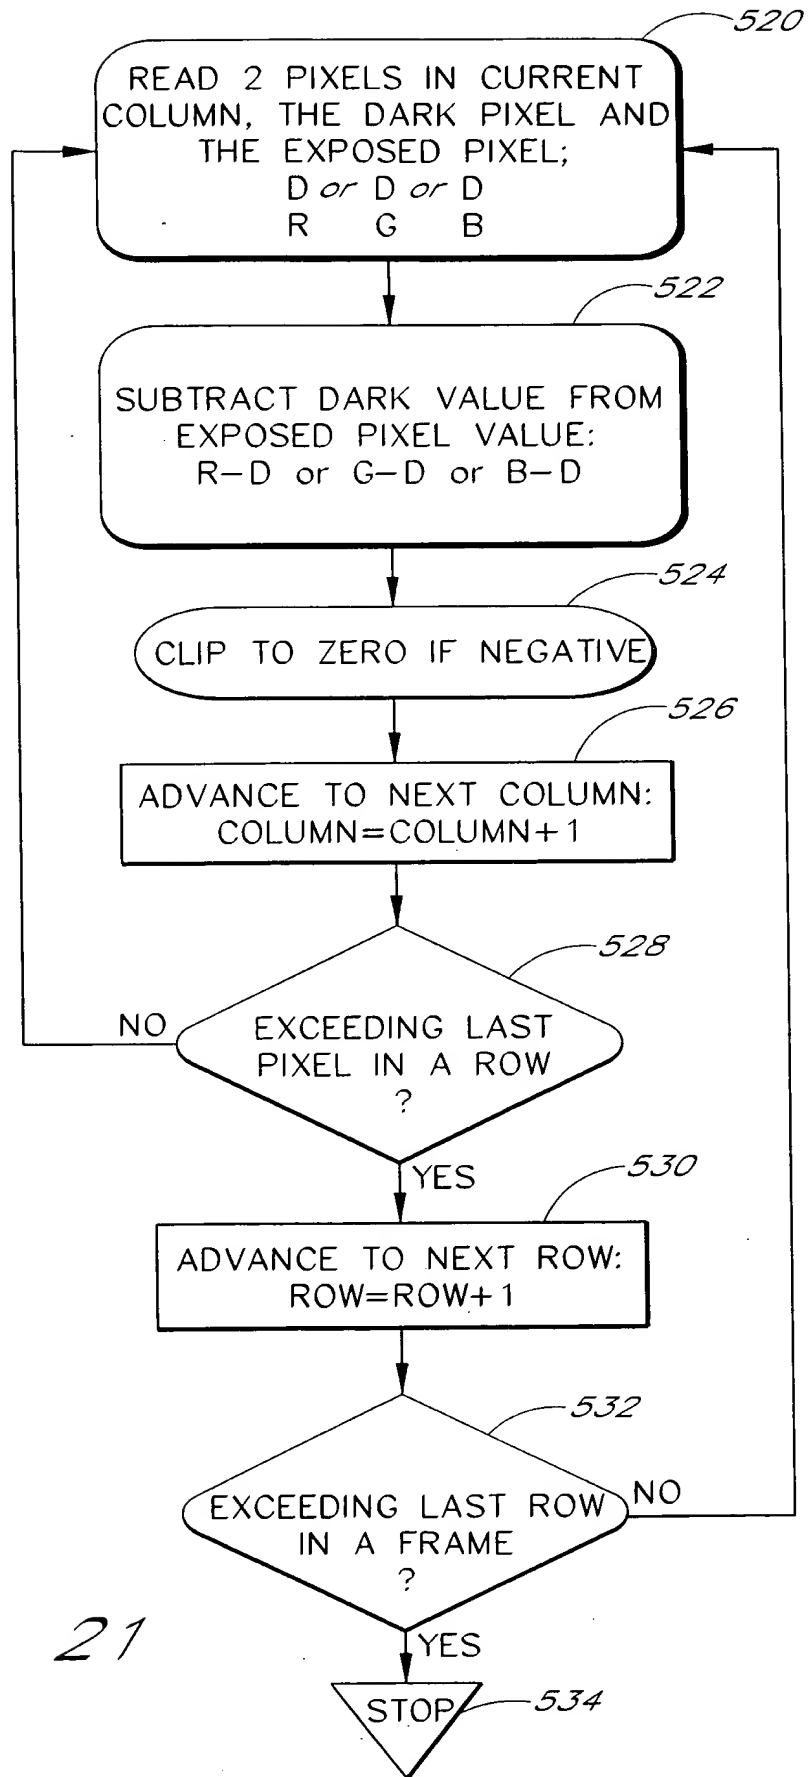 520
READ 2 PIXELS IN CURRENT
COLUMN, THE DARK PIXEL AND
THE EXPOSED PIXEL;
D or D or D
R G B
522
SUBTRACT DARK VALUE FROM
EXPOSED PIXEL VALUE:
R-D or G-D or B-D
524
CLIP TO ZERO IF NEGATIVE
526
ADVANCE TO NEXT COLUMN:
COLUMN=COLUMN+1
528
NO
EXCEEDING LAST
PIXEL IN A ROW
?
YES
530
ADVANCE TO NEXT ROW:
ROW=ROW+1
532
EXCEEDING LAST ROW
IN A FRAME
?
NO
21
YES
STOP
534